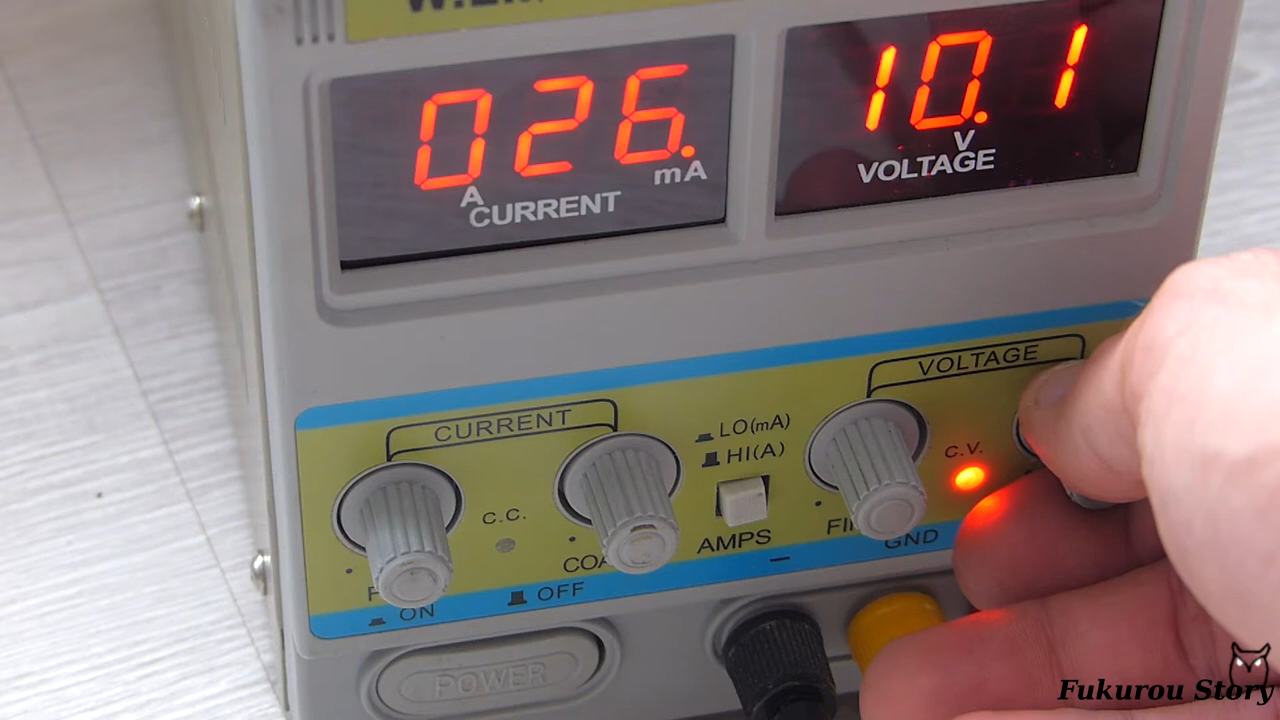 026.
A
mA
CURRENT
10.1
V
VOLTAGE
VOLTAGE
CURRENT
LO(mA)
HI(A)
C.V.
C.C.
AMPS
GND
ON
OFF
–
POWER
Fukurou Story